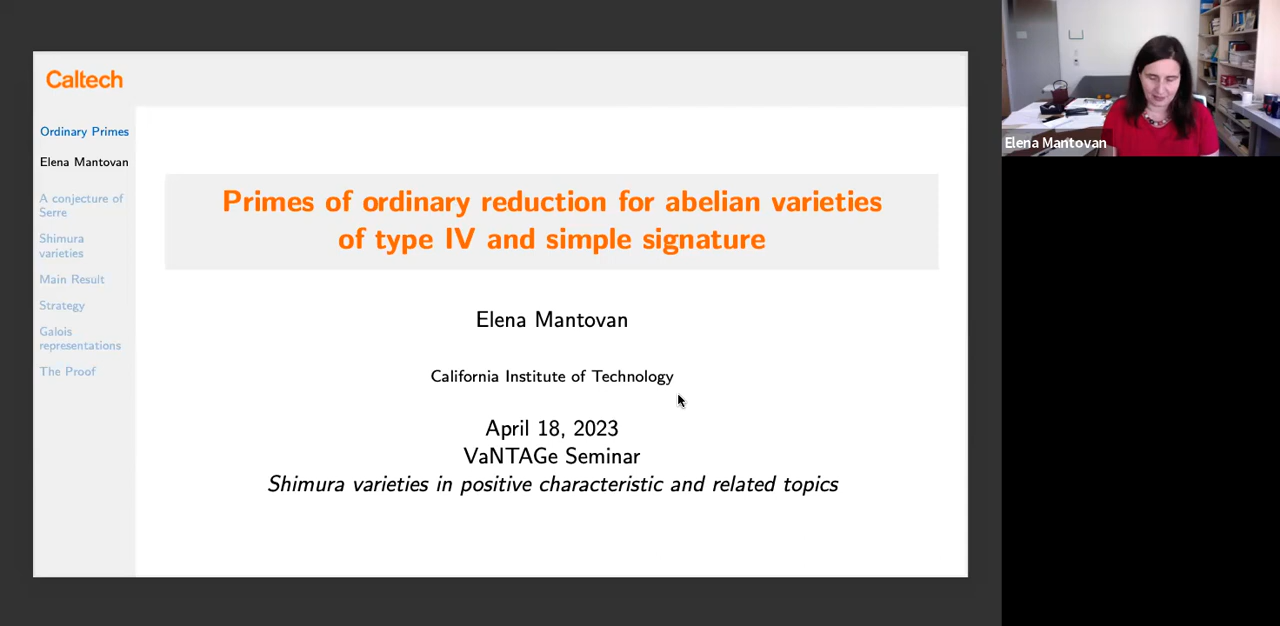 Caltech
Ordinary Primes
Elena Mantovan
A conjecture of
Serre
Shimura
varieties
Main Result
Strategy
Galois
representations
The Proof
Primes of ordinary reduction for abelian varieties
of type IV and simple signature
Elena Mantovan
California Institute of Technology
April 18, 2023
VaNTAGe Seminar
Shimura varieties in positive characteristic and related topics
Elena Mantovan